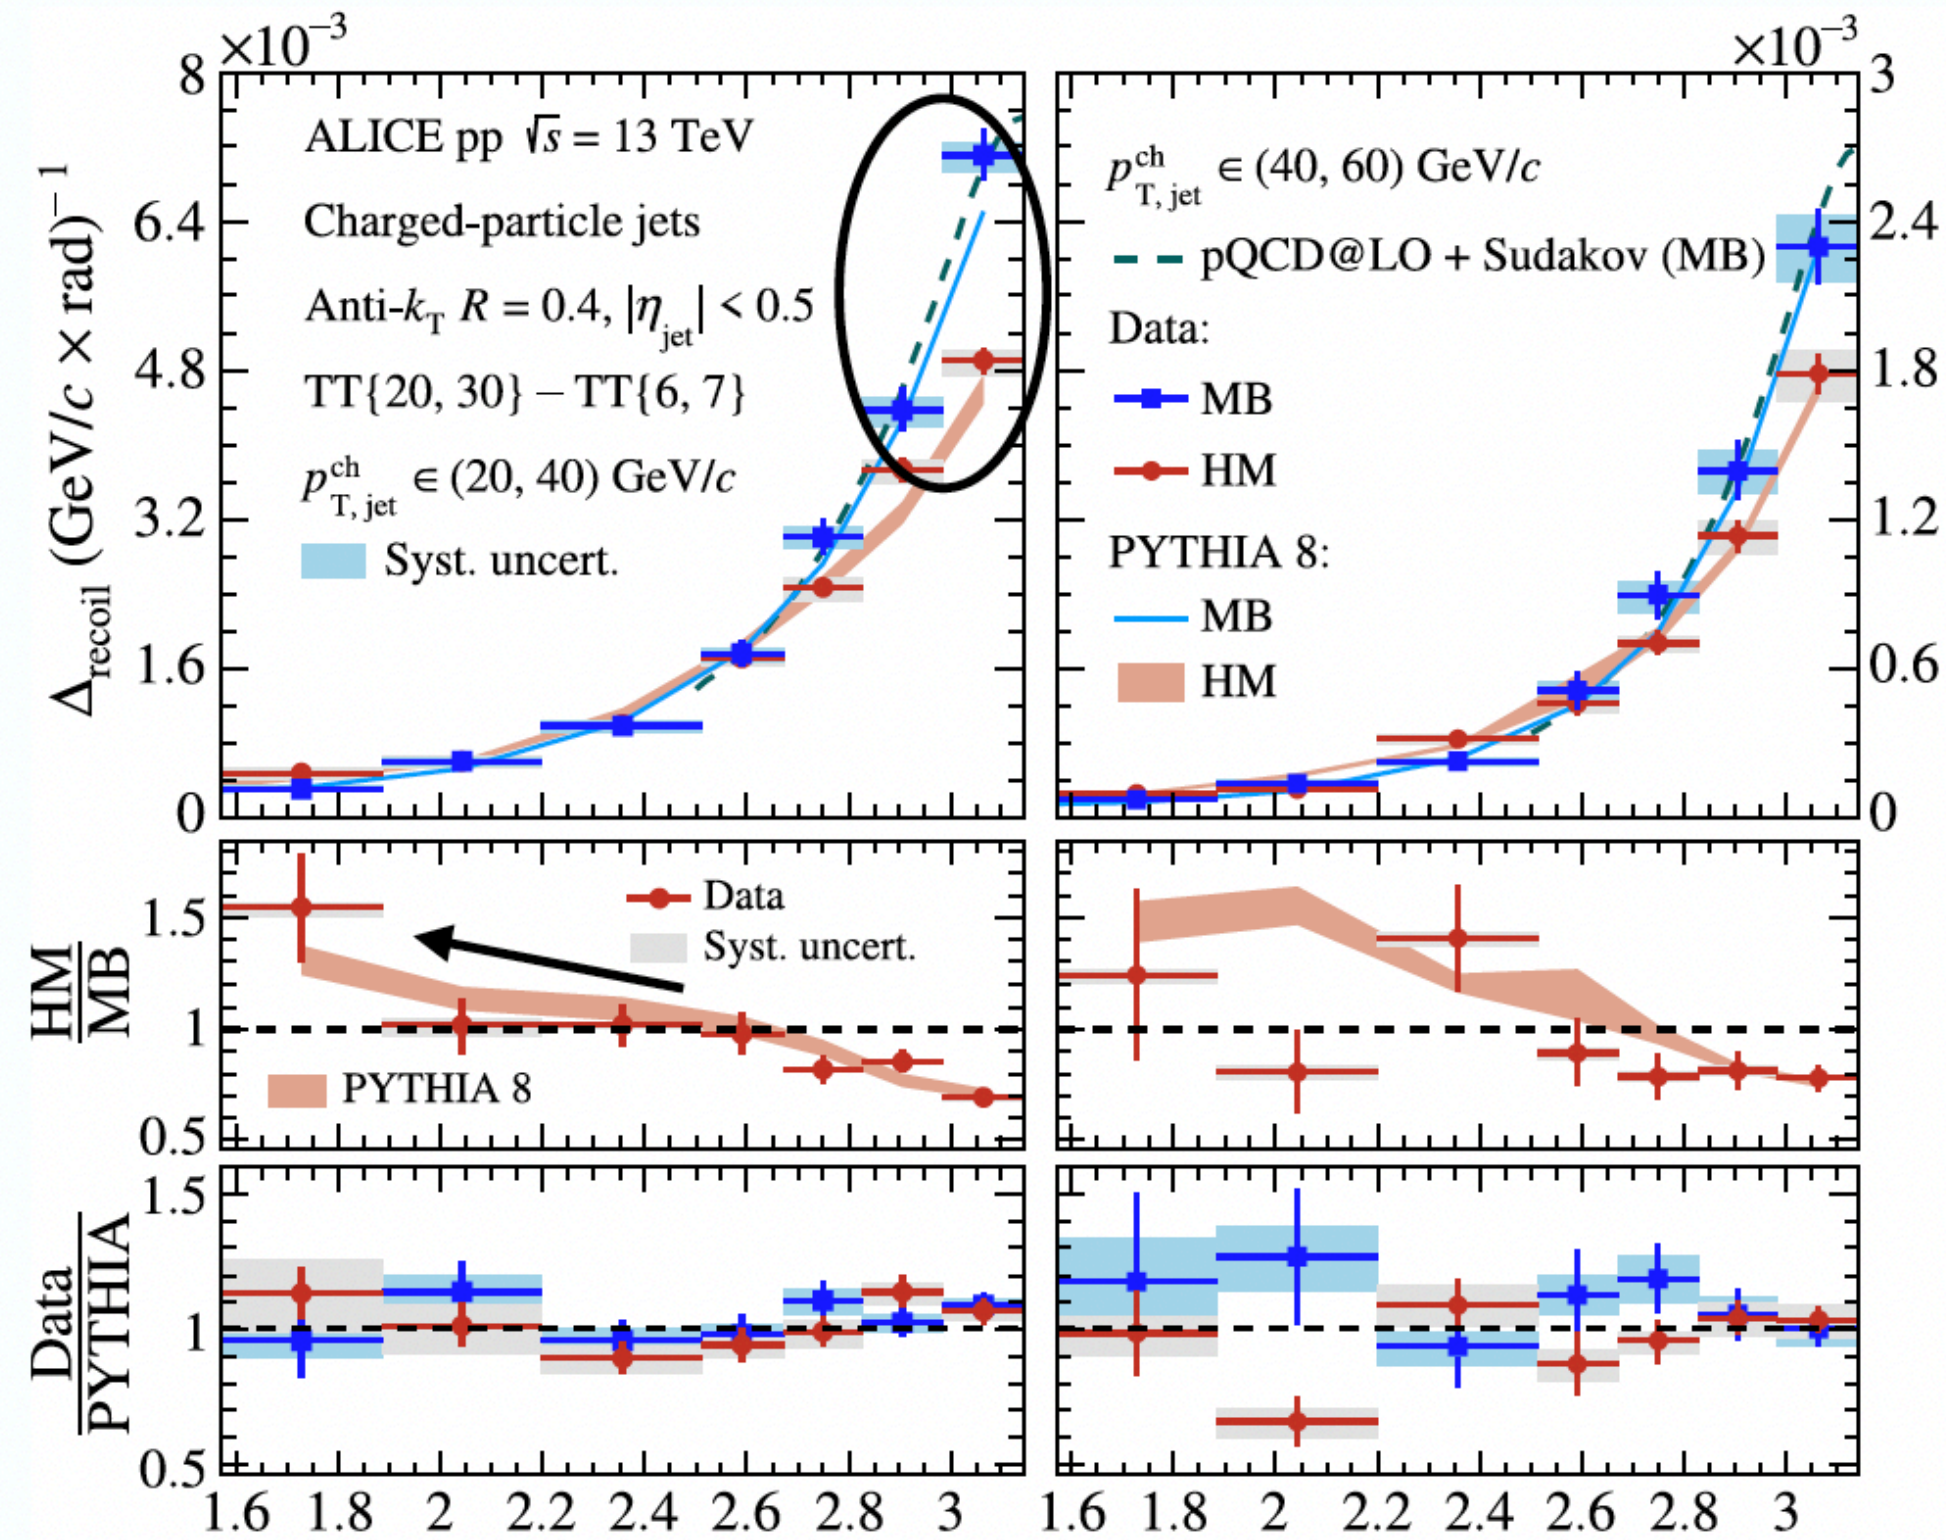 ×10⁻³
×10⁻³
8
6.4
4.8
3.2
1.6
0
Δrecoil (GeV/c × rad)⁻¹
ALICE pp √s = 13 TeV
Charged-particle jets
Anti-kT R = 0.4, |ηjet| < 0.5
TT{20, 30} – TT{6, 7}
p^ch_T, jet ∈ (20, 40) GeV/c
Syst. uncert.
p^ch_T, jet ∈ (40, 60) GeV/c
pQCD@LO + Sudakov (MB)
Data:
MB
HM
PYTHIA 8:
MB
HM
3
2.4
1.8
1.2
0.6
0
HM
MB
1.5
1
0.5
Data
Syst. uncert.
PYTHIA 8
Data
PYTHIA
1.5
1
0.5
1.6 1.8 2 2.2 2.4 2.6 2.8 3
1.6 1.8 2 2.2 2.4 2.6 2.8 3